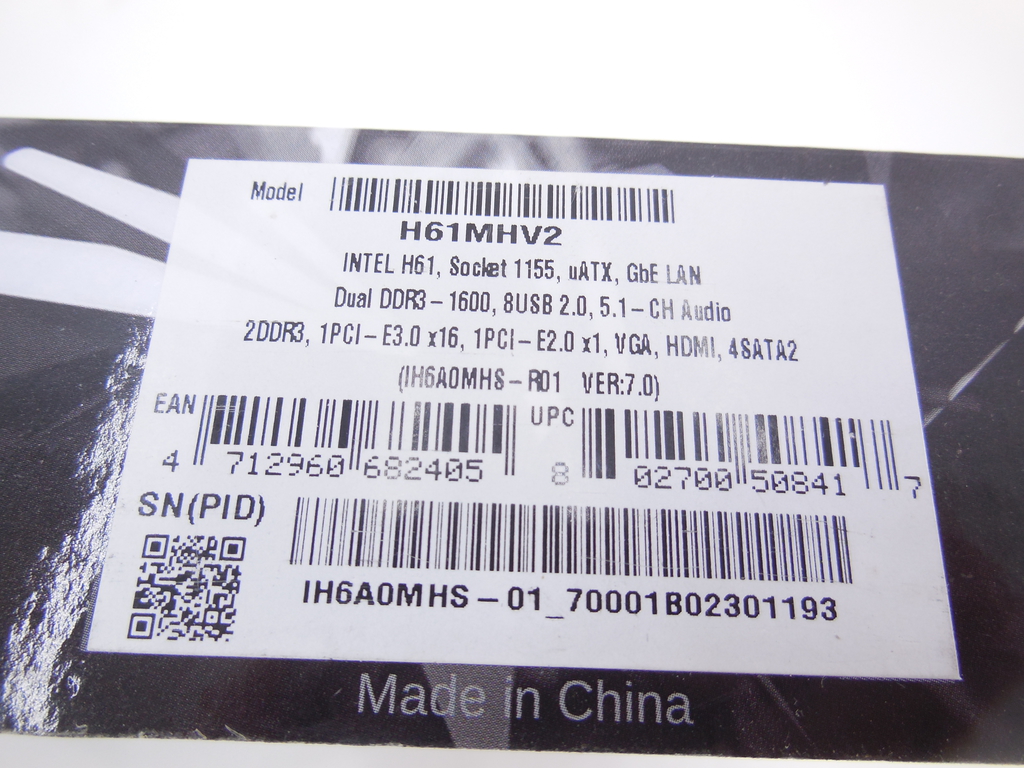 Model
H61MHV2
INTEL H61, Socket 1155, uATX, GbE LAN
Dual DDR3-1600, 8USB 2.0, 5.1-CH Audio
2DDR3, 1PCI-E3.0 x16, 1PCI-E2.0 x1, VGA, HDMI, 4SATA2
(IH6A0MHS-R01 VER:7.0)
EAN
4 712960 682405
UPC
8 02700 50841 7
SN(PID)
IH6A0MHS-01_70001B02301193
Made in China